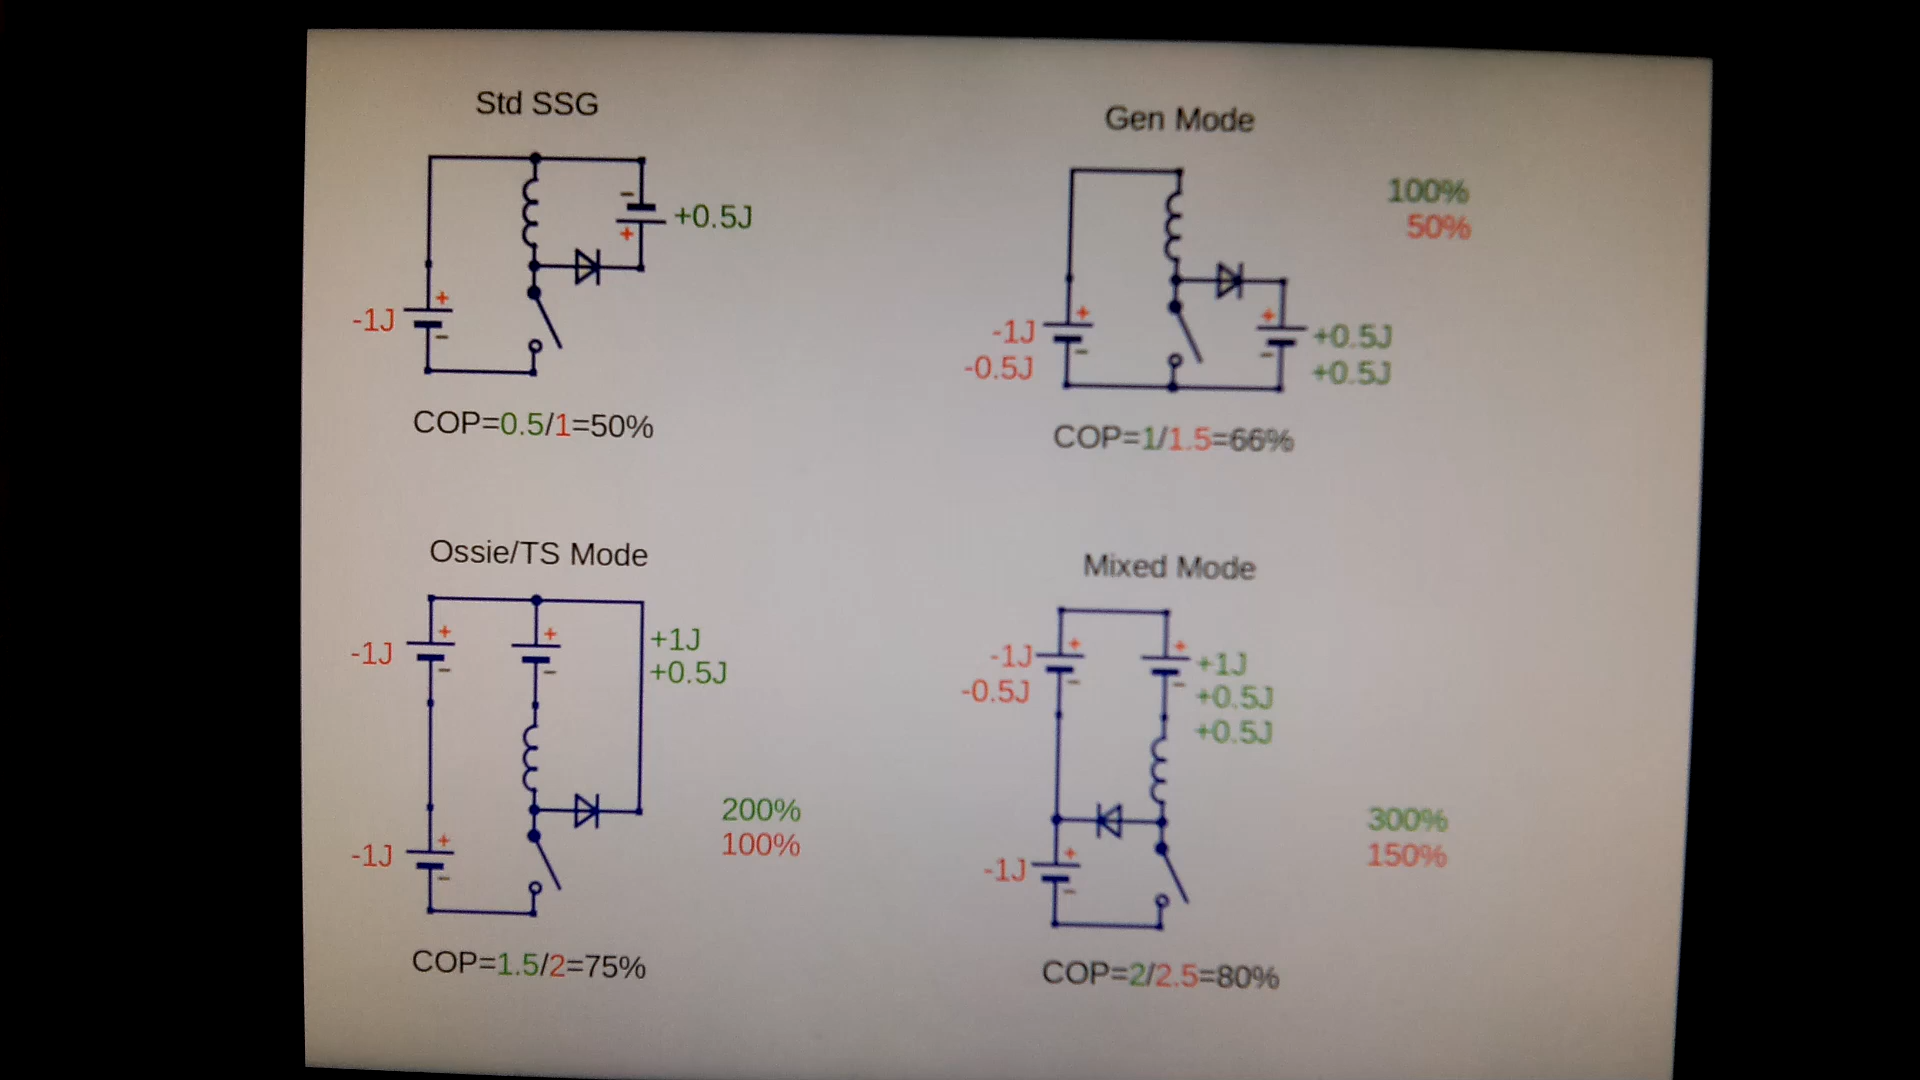 Std SSG
+0.5J
-1J
COP=0.5/1=50%
Gen Mode
100%
50%
-1J
-0.5J
+0.5J
+0.5J
COP=1/1.5=66%
Ossie/TS Mode
-1J
+1J
+0.5J
200%
100%
-1J
COP=1.5/2=75%
Mixed Mode
-1J
-0.5J
+1J
+0.5J
+0.5J
300%
150%
-1J
COP=2/2.5=80%